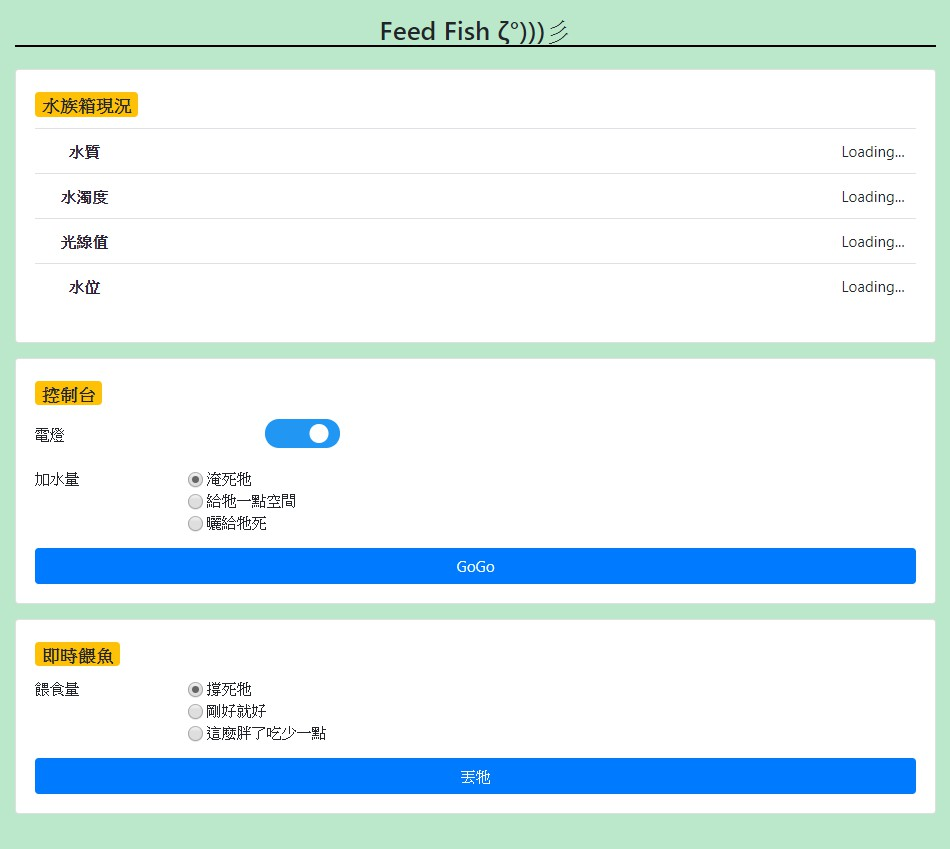 Feed Fish ζ°)))彡
水族箱現況
水質 Loading...
水濁度 Loading...
光線值 Loading...
水位 Loading...
控制台
電燈
加水量 淹死牠
給牠一點空間
曬給牠死
GoGo
即時餵魚
餵食量 撐死牠
剛好就好
這麼胖了吃少一點
丟牠